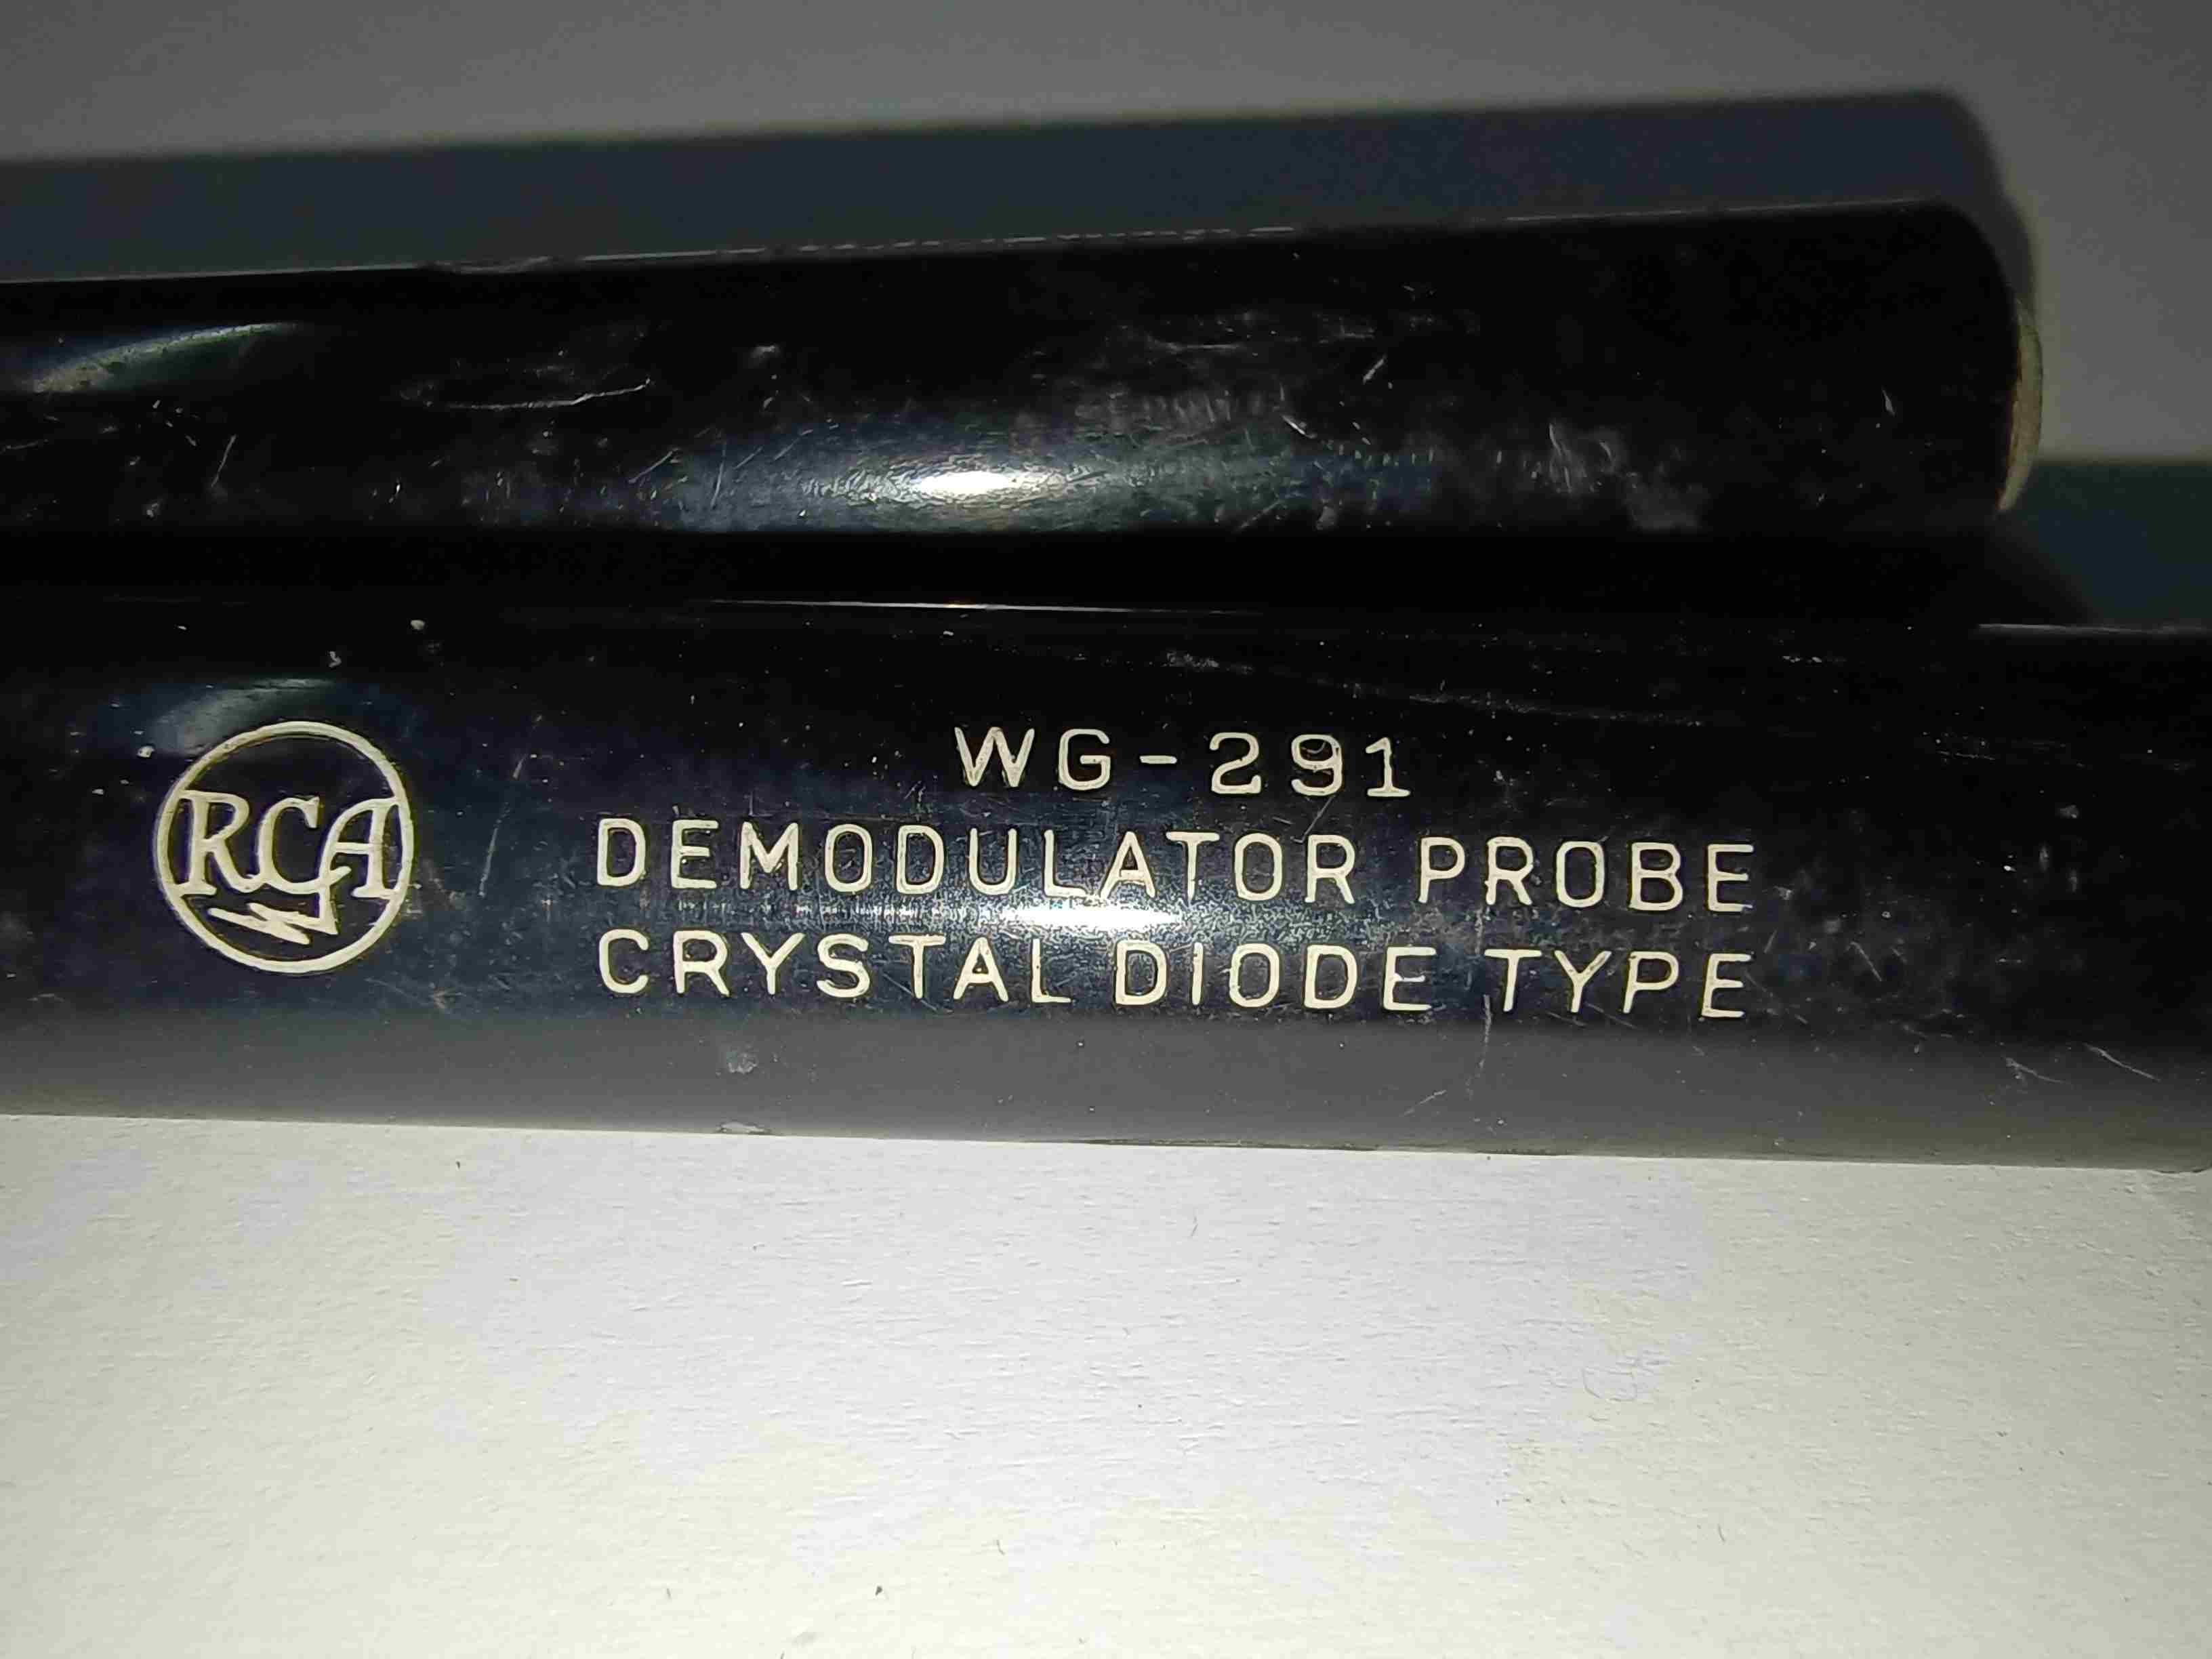 RCA
WG-291
DEMODULATOR PROBE
CRYSTAL DIODE TYPE